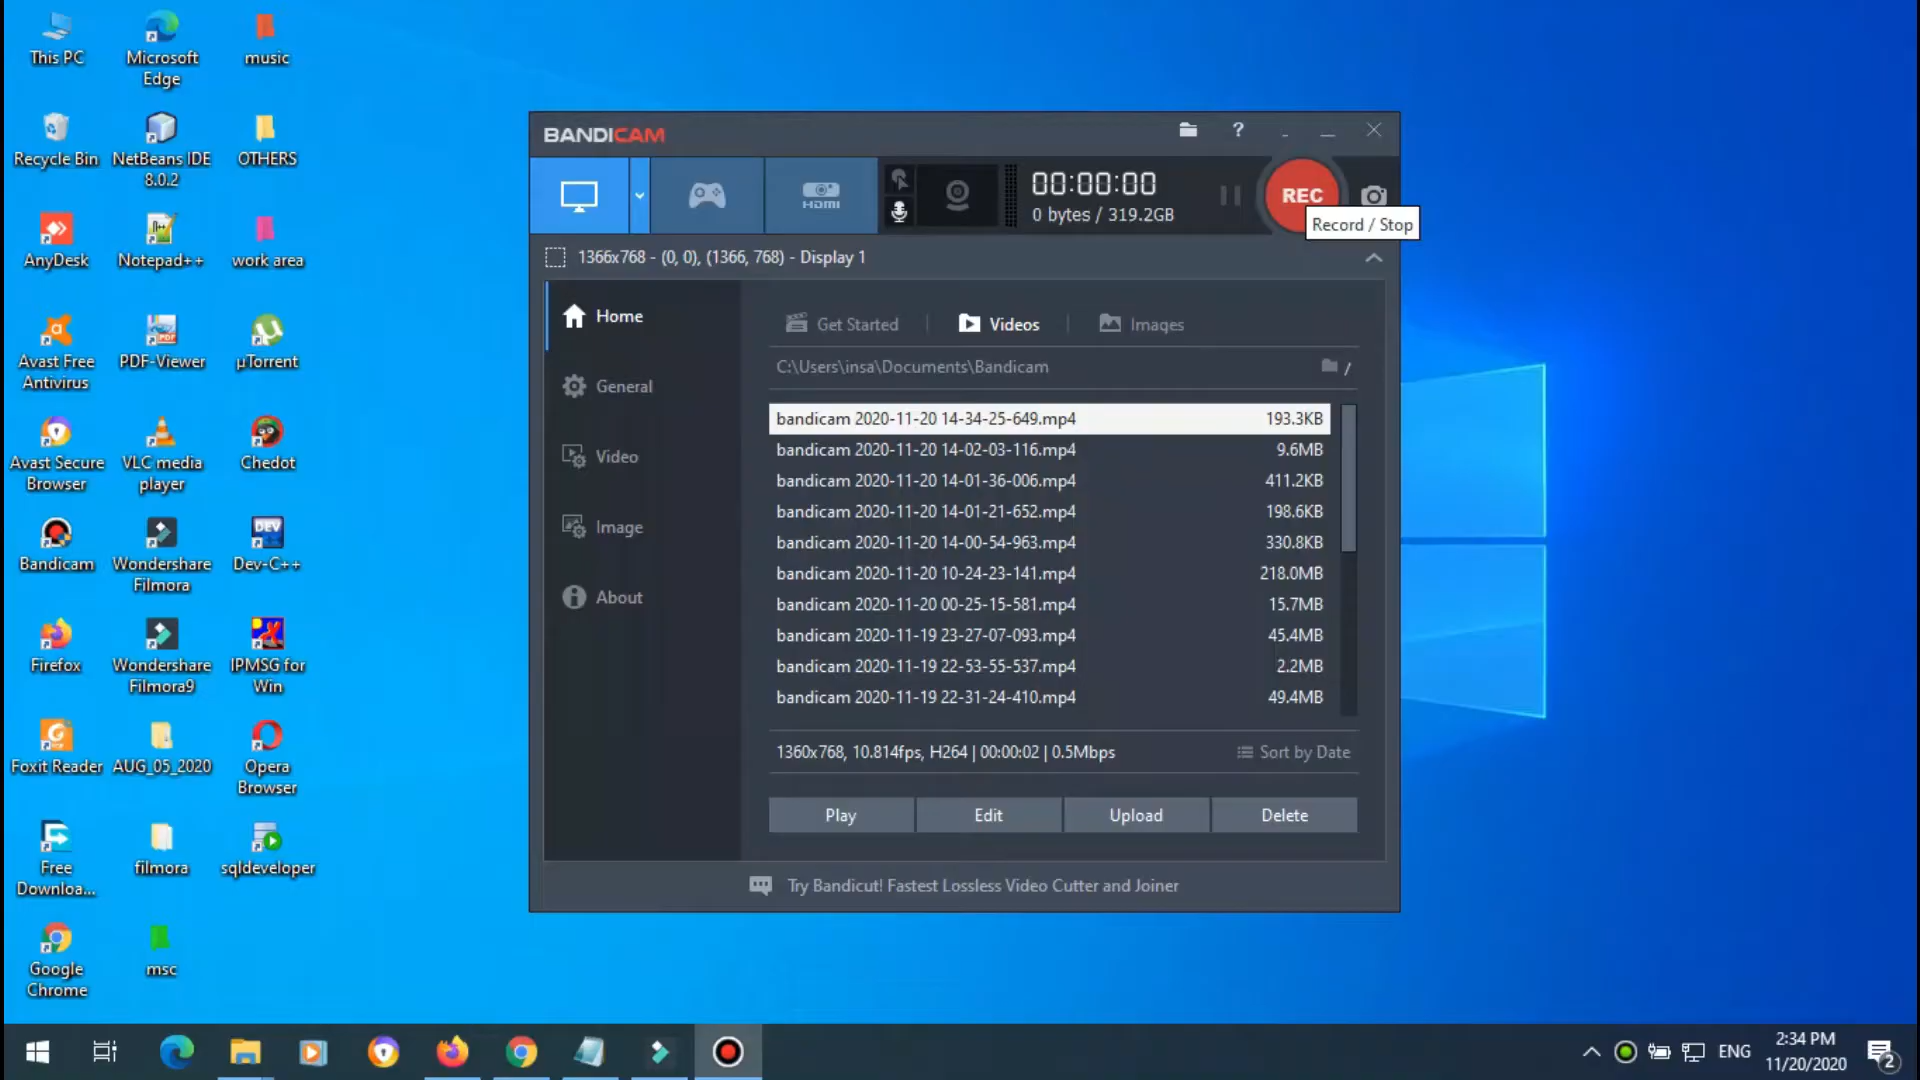 This PC
Microsoft
Edge
music
Recycle Bin
NetBeans IDE
8.0.2
OTHERS
AnyDesk
Notepad++
work area
Avast Free
Antivirus
PDF-Viewer
µTorrent
Avast Secure
Browser
VLC media
player
Chedot
Bandicam
Wondershare
Filmora
DEV
Dev-C++
Firefox
Wondershare
Filmora9
IPMSG for
Win
Foxit Reader
AUG_05_2020
Opera
Browser
Free
Downloa...
filmora
sqldeveloper
Google
Chrome
msc
BANDICAM
?
HDMI
00:00:00
0 bytes / 319.2GB
REC
Record / Stop
1366x768 - (0, 0), (1366, 768) - Display 1
Home
General
Video
Image
About
Get Started
Videos
Images
C:\Users\insa\Documents\Bandicam
/
bandicam 2020-11-20 14-34-25-649.mp4 193.3KB
bandicam 2020-11-20 14-02-03-116.mp4 9.6MB
bandicam 2020-11-20 14-01-36-006.mp4 411.2KB
bandicam 2020-11-20 14-01-21-652.mp4 198.6KB
bandicam 2020-11-20 14-00-54-963.mp4 330.8KB
bandicam 2020-11-20 10-24-23-141.mp4 218.0MB
bandicam 2020-11-20 00-25-15-581.mp4 15.7MB
bandicam 2020-11-19 23-27-07-093.mp4 45.4MB
bandicam 2020-11-19 22-53-55-537.mp4 2.2MB
bandicam 2020-11-19 22-31-24-410.mp4 49.4MB
1360x768, 10.814fps, H264 | 00:00:02 | 0.5Mbps
Sort by Date
Play
Edit
Upload
Delete
Try Bandicut! Fastest Lossless Video Cutter and Joiner
ENG
2:34 PM
11/20/2020
2